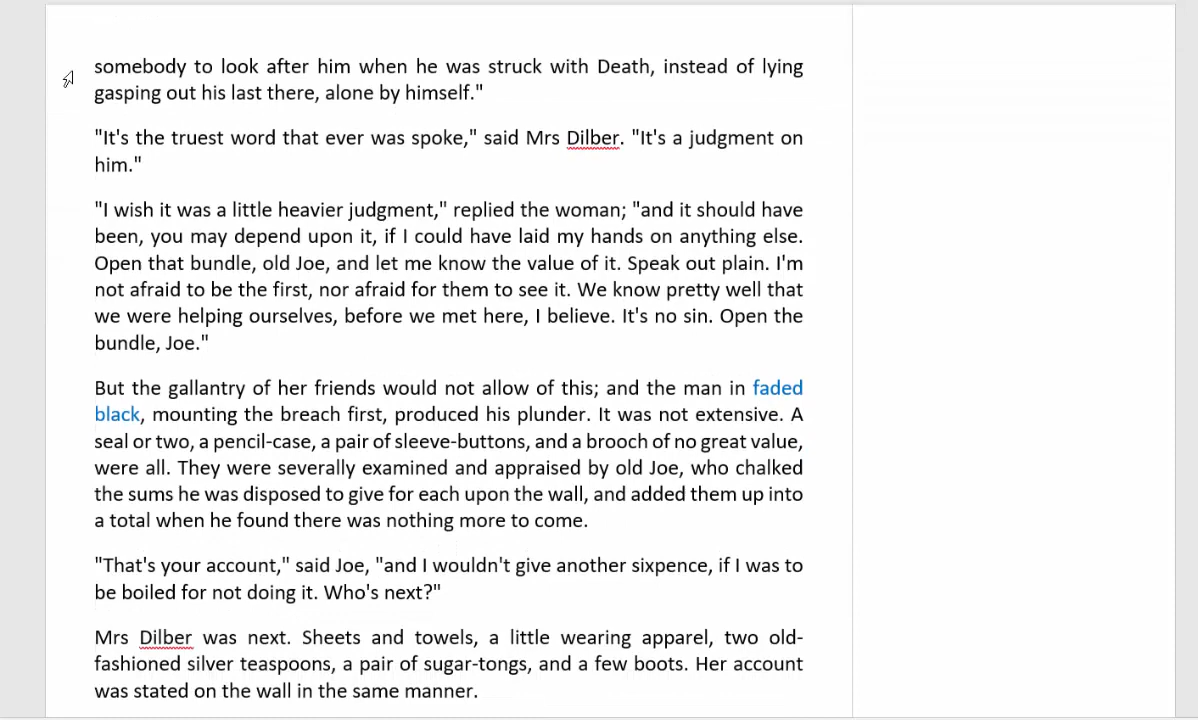 somebody to look after him when he was struck with Death, instead of lying
gasping out his last there, alone by himself."
"It's the truest word that ever was spoke," said Mrs Dilber. "It's a judgment on
him."
"I wish it was a little heavier judgment," replied the woman; "and it should have
been, you may depend upon it, if I could have laid my hands on anything else.
Open that bundle, old Joe, and let me know the value of it. Speak out plain. I'm
not afraid to be the first, nor afraid for them to see it. We know pretty well that
we were helping ourselves, before we met here, I believe. It's no sin. Open the
bundle, Joe."
But the gallantry of her friends would not allow of this; and the man in faded
black, mounting the breach first, produced his plunder. It was not extensive. A
seal or two, a pencil-case, a pair of sleeve-buttons, and a brooch of no great value,
were all. They were severally examined and appraised by old Joe, who chalked
the sums he was disposed to give for each upon the wall, and added them up into
a total when he found there was nothing more to come.
"That's your account," said Joe, "and I wouldn't give another sixpence, if I was to
be boiled for not doing it. Who's next?"
Mrs Dilber was next. Sheets and towels, a little wearing apparel, two old-
fashioned silver teaspoons, a pair of sugar-tongs, and a few boots. Her account
was stated on the wall in the same manner.